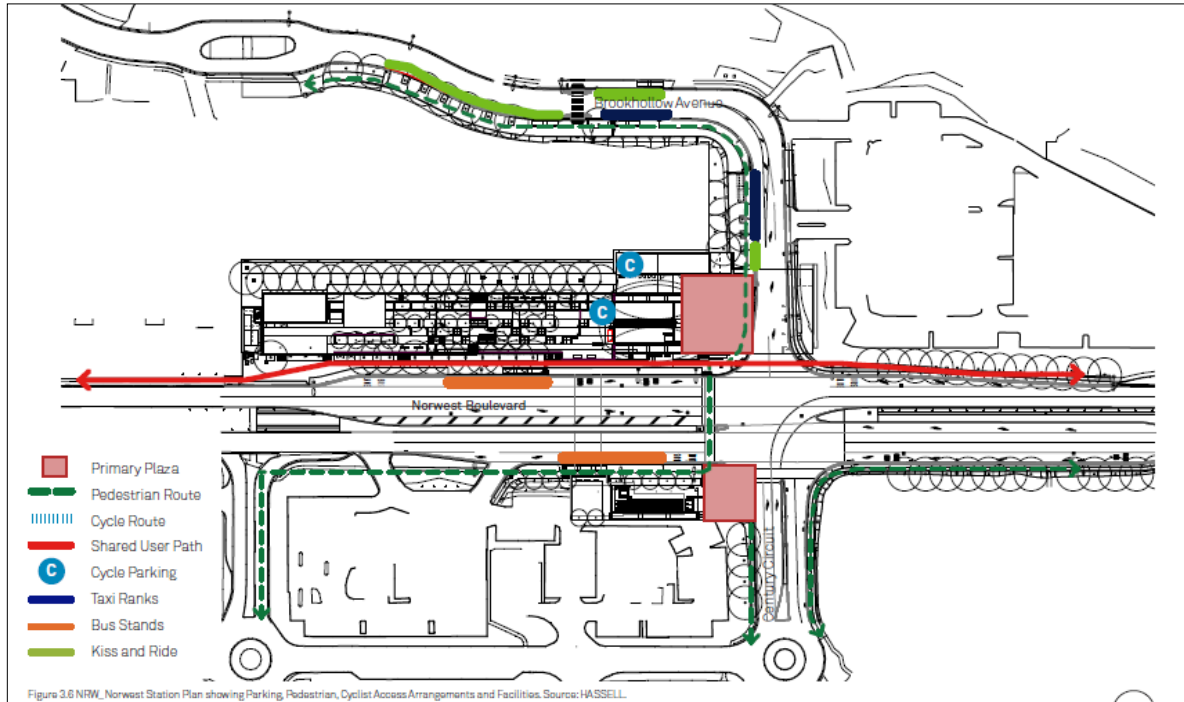 Brookhollow Avenue
C
C
Norwest Boulevard
Century Circuit
Primary Plaza
Pedestrian Route
Cycle Route
Shared User Path
C
Cycle Parking
Taxi Ranks
Bus Stands
Kiss and Ride
Figure 3.6 NRW_Norwest Station Plan showing Parking, Pedestrian, Cyclist Access Arrangements and Facilities. Source: HASSELL.